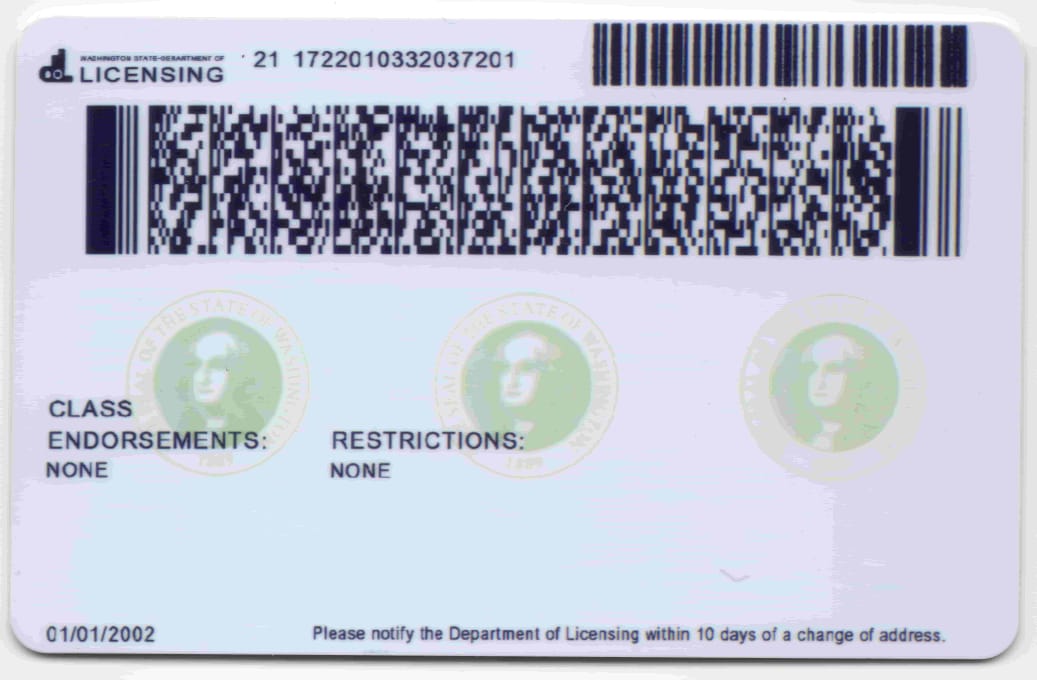 WASHINGTON STATE-DEPARTMENT OF
dol LICENSING
21 1722010332037201
SEAL OF THE STATE OF WASHINGTON
1889
SEAL OF THE STATE OF WASHINGTON
1889
CLASS
ENDORSEMENTS:
NONE
RESTRICTIONS:
NONE
01/01/2002
Please notify the Department of Licensing within 10 days of a change of address.